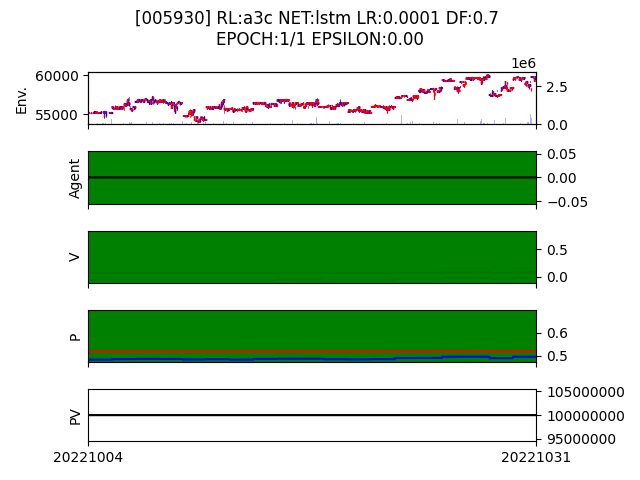 [005930] RL:a3c NET:lstm LR:0.0001 DF:0.7
EPOCH:1/1 EPSILON:0.00
1e6
60000
55000
Env.
2.5
0.0
Agent
0.05
0.00
−0.05
V
0.5
0.0
P
0.6
0.5
PV
105000000
100000000
95000000
20221004
20221031